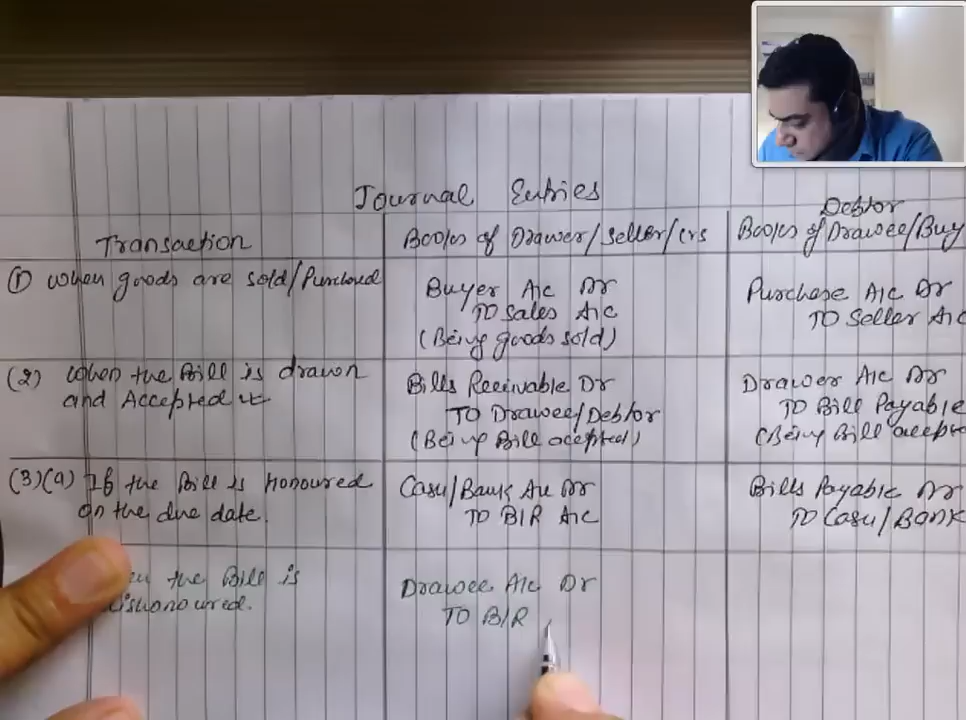 Journal Entries
Transaction
Books of Drawer/Seller/Crs
Debtor
Books of Drawee/Buy
(1) When goods are sold/Purchased
Buyer A/c Dr
TO Sales A/c
(Being goods sold)
Purchase A/c Dr
TO Seller A/c
(2) When the Bill is drawn
and Accepted it
Bills Receivable Dr
TO Drawee/Debtor
(Being Bill accepted)
Drawer A/c Dr
TO Bill Payable
(Being Bill accept
(3)(a) If the Bill is honoured
on the due date.
Cash/Bank A/c Dr
TO B/R A/c
Bills Payable Dr
TO Cash/BANK
the Bill is
dishonoured.
Drawee A/c Dr
TO B/R